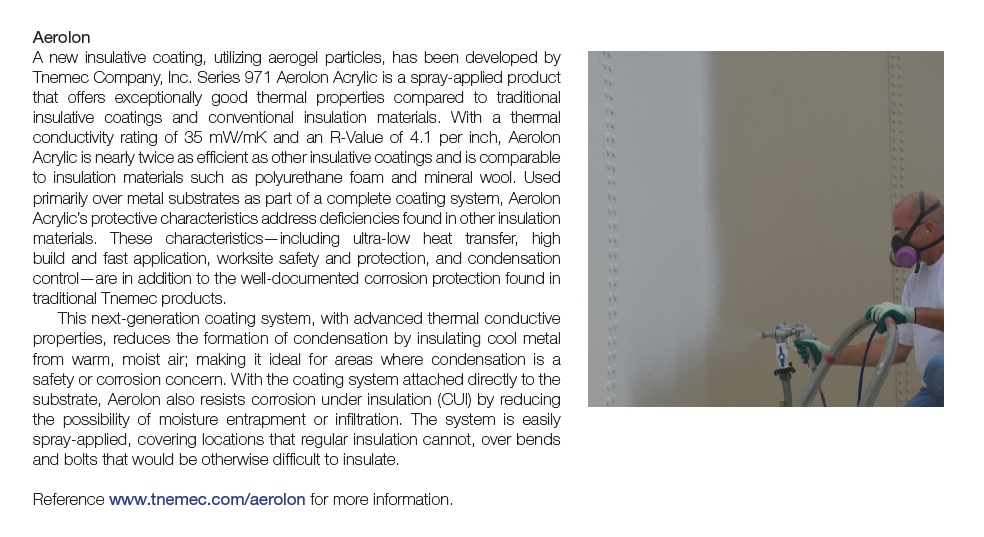 Aerolon
A new insulative coating, utilizing aerogel particles, has been developed by
Tnemec Company, Inc. Series 971 Aerolon Acrylic is a spray-applied product
that offers exceptionally good thermal properties compared to traditional
insulative coatings and conventional insulation materials. With a thermal
conductivity rating of 35 mW/mK and an R-Value of 4.1 per inch, Aerolon
Acrylic is nearly twice as efficient as other insulative coatings and is comparable
to insulation materials such as polyurethane foam and mineral wool. Used
primarily over metal substrates as part of a complete coating system, Aerolon
Acrylic's protective characteristics address deficiencies found in other insulation
materials. These characteristics—including ultra-low heat transfer, high
build and fast application, worksite safety and protection, and condensation
control—are in addition to the well-documented corrosion protection found in
traditional Tnemec products.
This next-generation coating system, with advanced thermal conductive
properties, reduces the formation of condensation by insulating cool metal
from warm, moist air; making it ideal for areas where condensation is a
safety or corrosion concern. With the coating system attached directly to the
substrate, Aerolon also resists corrosion under insulation (CUI) by reducing
the possibility of moisture entrapment or infiltration. The system is easily
spray-applied, covering locations that regular insulation cannot, over bends
and bolts that would be otherwise difficult to insulate.
Reference www.tnemec.com/aerolon for more information.